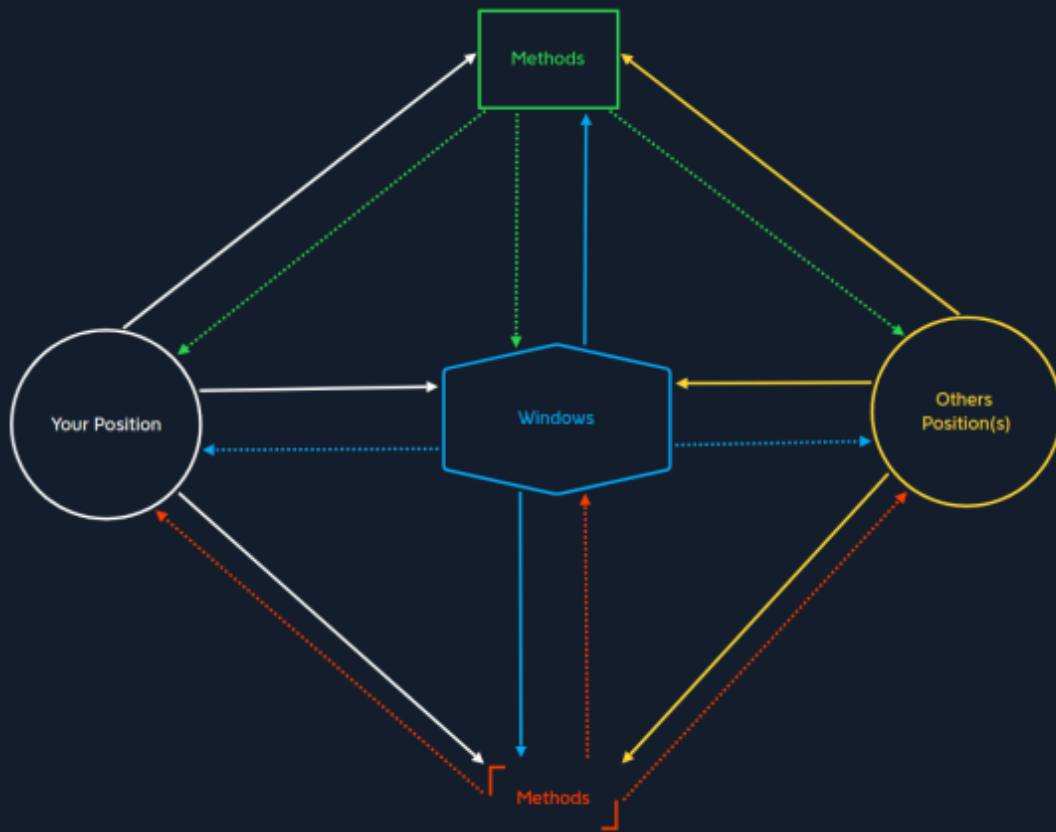 Methods
Your Position
Windows
Others
Position(s)
Methods